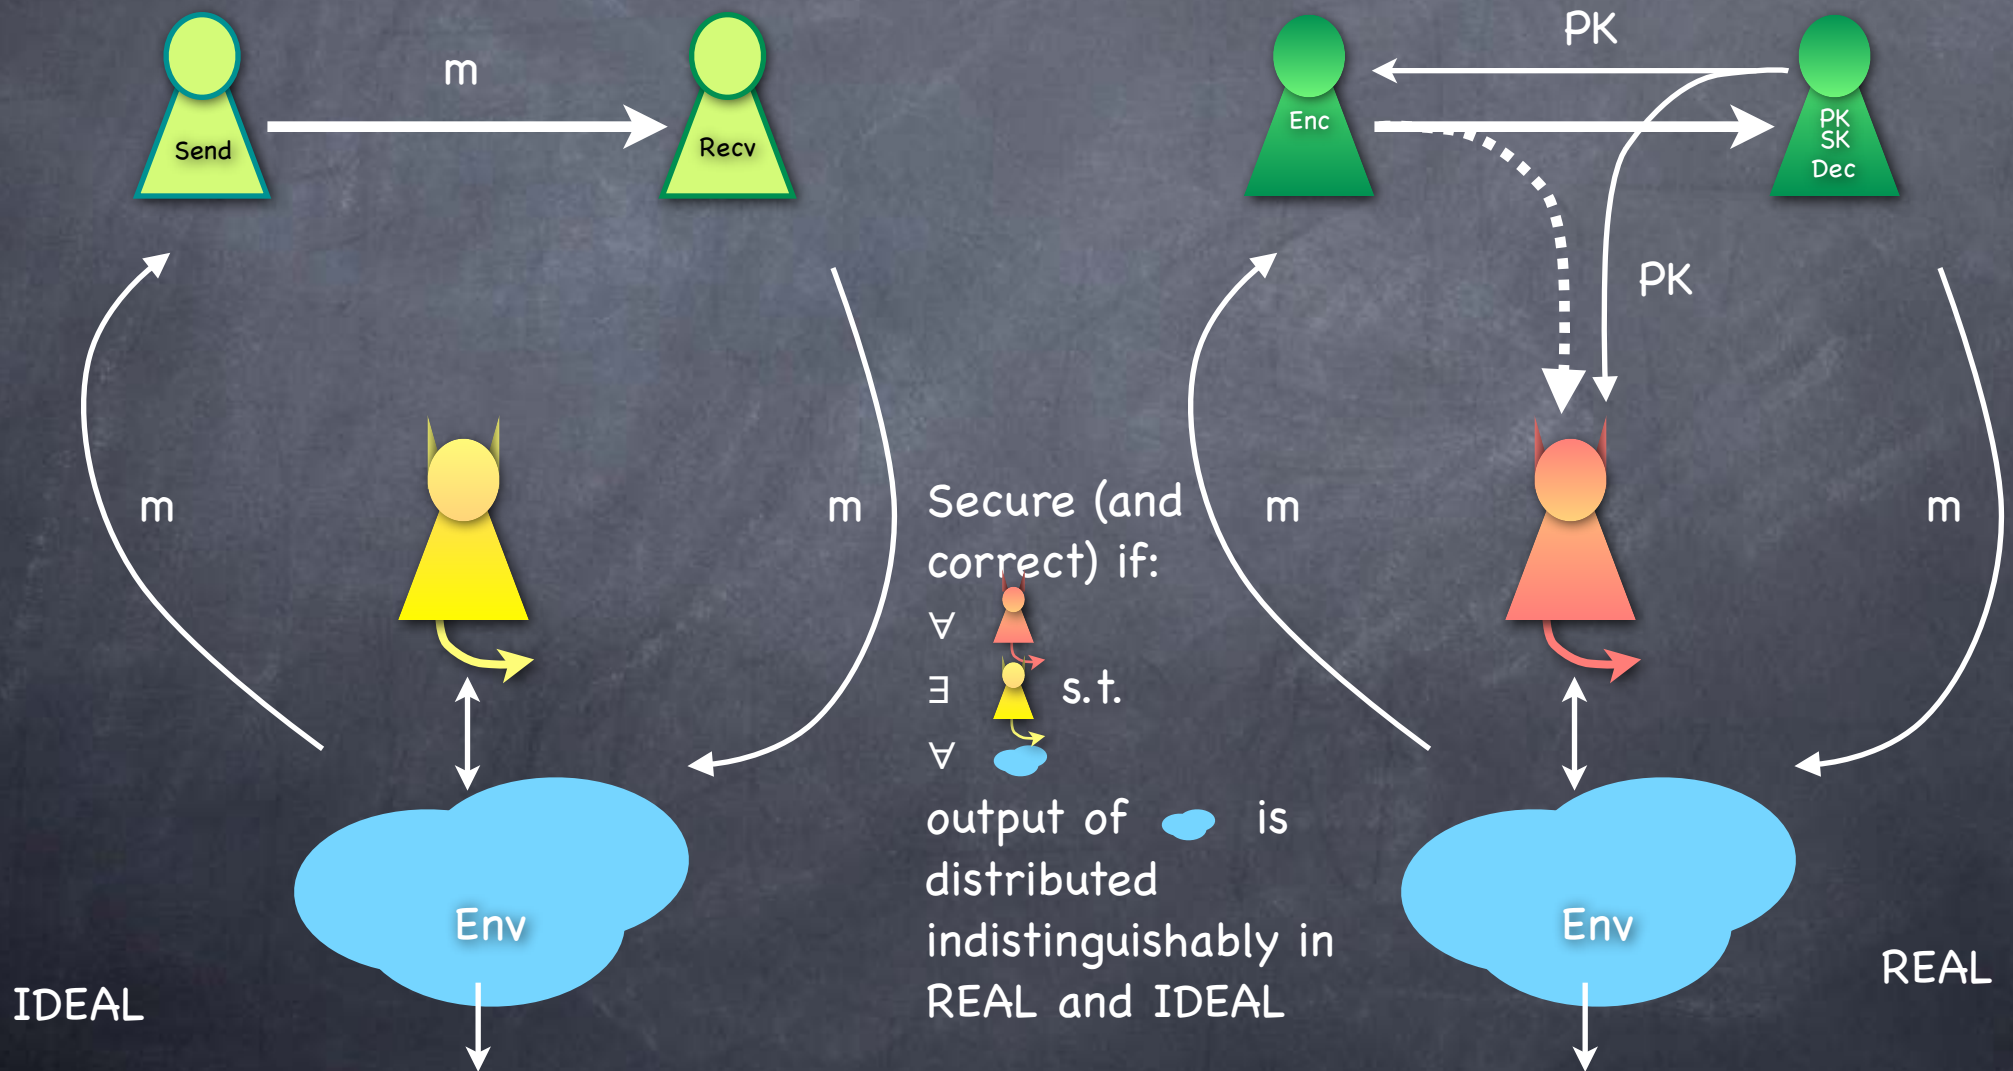 m
Send
Recv
m
m
IDEAL
Env
Secure (and
correct) if:
∀
∃ s.t.
∀
output of is
distributed
indistinguishably in
REAL and IDEAL
PK
Enc
PK
SK
Dec
PK
m
m
Env
REAL